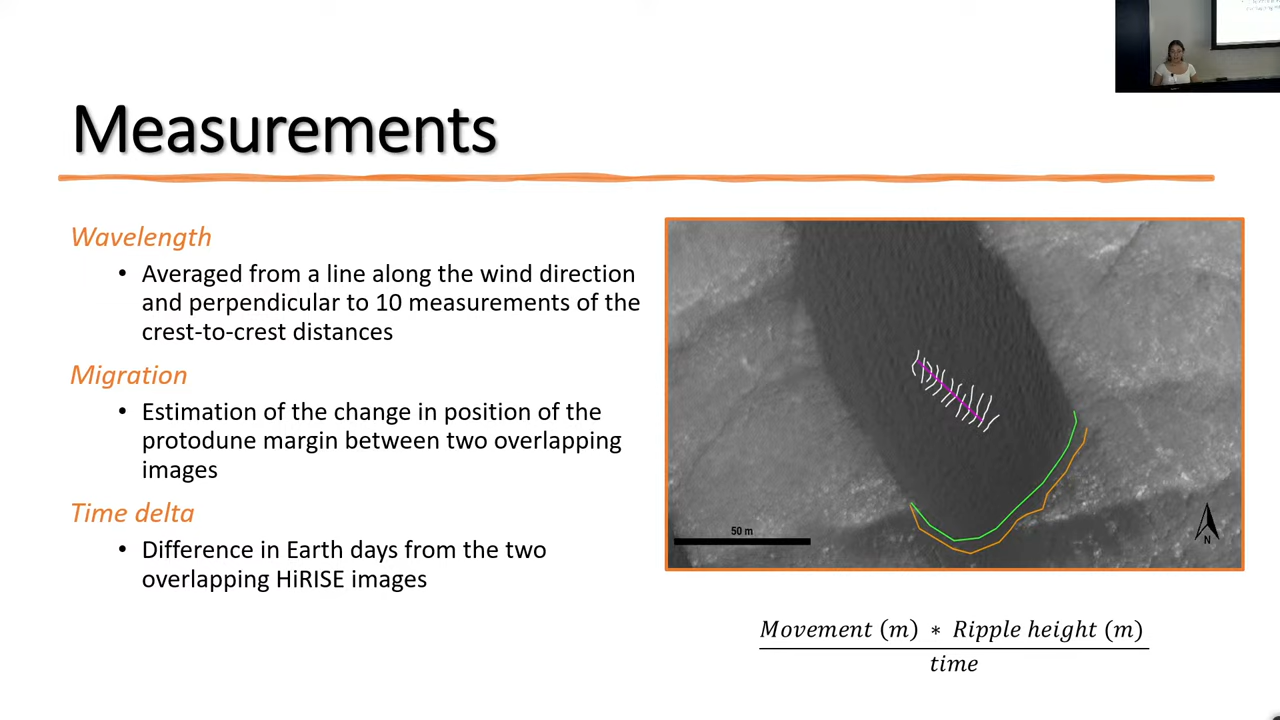 Measurements
Wavelength
• Averaged from a line along the wind direction
and perpendicular to 10 measurements of the
crest-to-crest distances
Migration
• Estimation of the change in position of the
protodune margin between two overlapping
images
Time delta
• Difference in Earth days from the two
overlapping HiRISE images
50 m
N
Movement (m) * Ripple height (m)
time